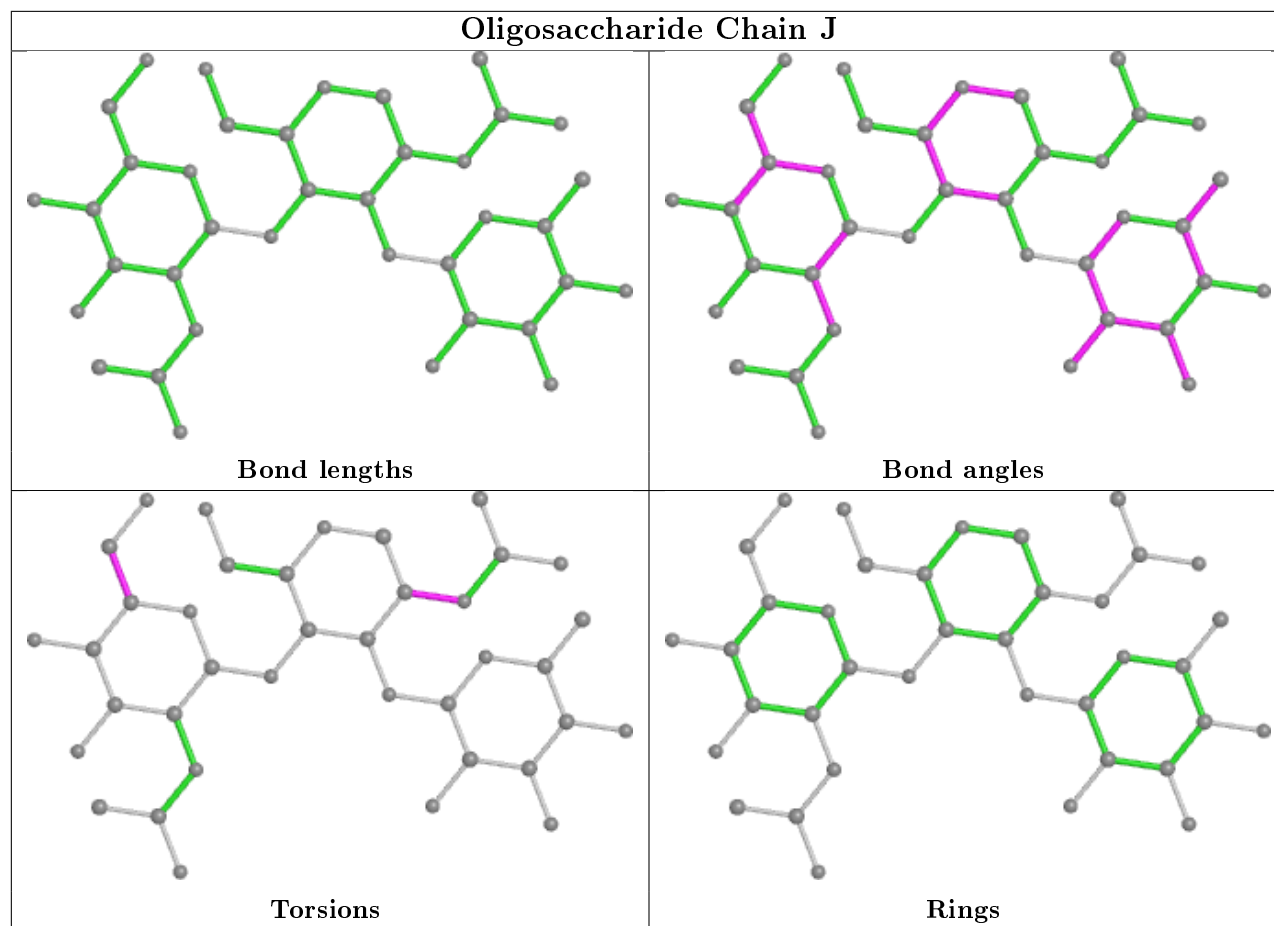 Oligosaccharide Chain J
Bond lengths
Bond angles
Torsions
Rings